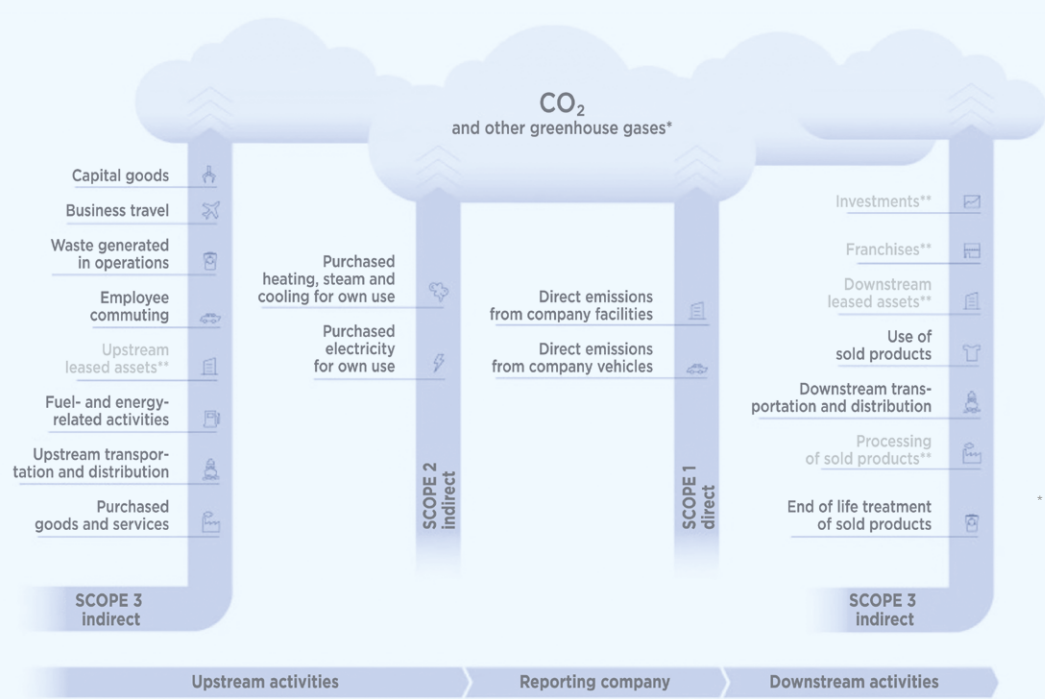 CO₂
and other greenhouse gases*
Capital goods
Business travel
Waste generated
in operations
Employee
commuting
Upstream
leased assets**
Fuel- and energy-
related activities
Upstream transpor-
tation and distribution
Purchased
goods and services
SCOPE 3
indirect
Purchased
heating, steam and
cooling for own use
Purchased
electricity
for own use
SCOPE 2
indirect
Direct emissions
from company facilities
Direct emissions
from company vehicles
SCOPE 1
direct
Investments**
Franchises**
Downstream
leased assets**
Use of
sold products
Downstream trans-
portation and distribution
Processing
of sold products**
End of life treatment
of sold products
SCOPE 3
indirect
*
Upstream activities
Reporting company
Downstream activities